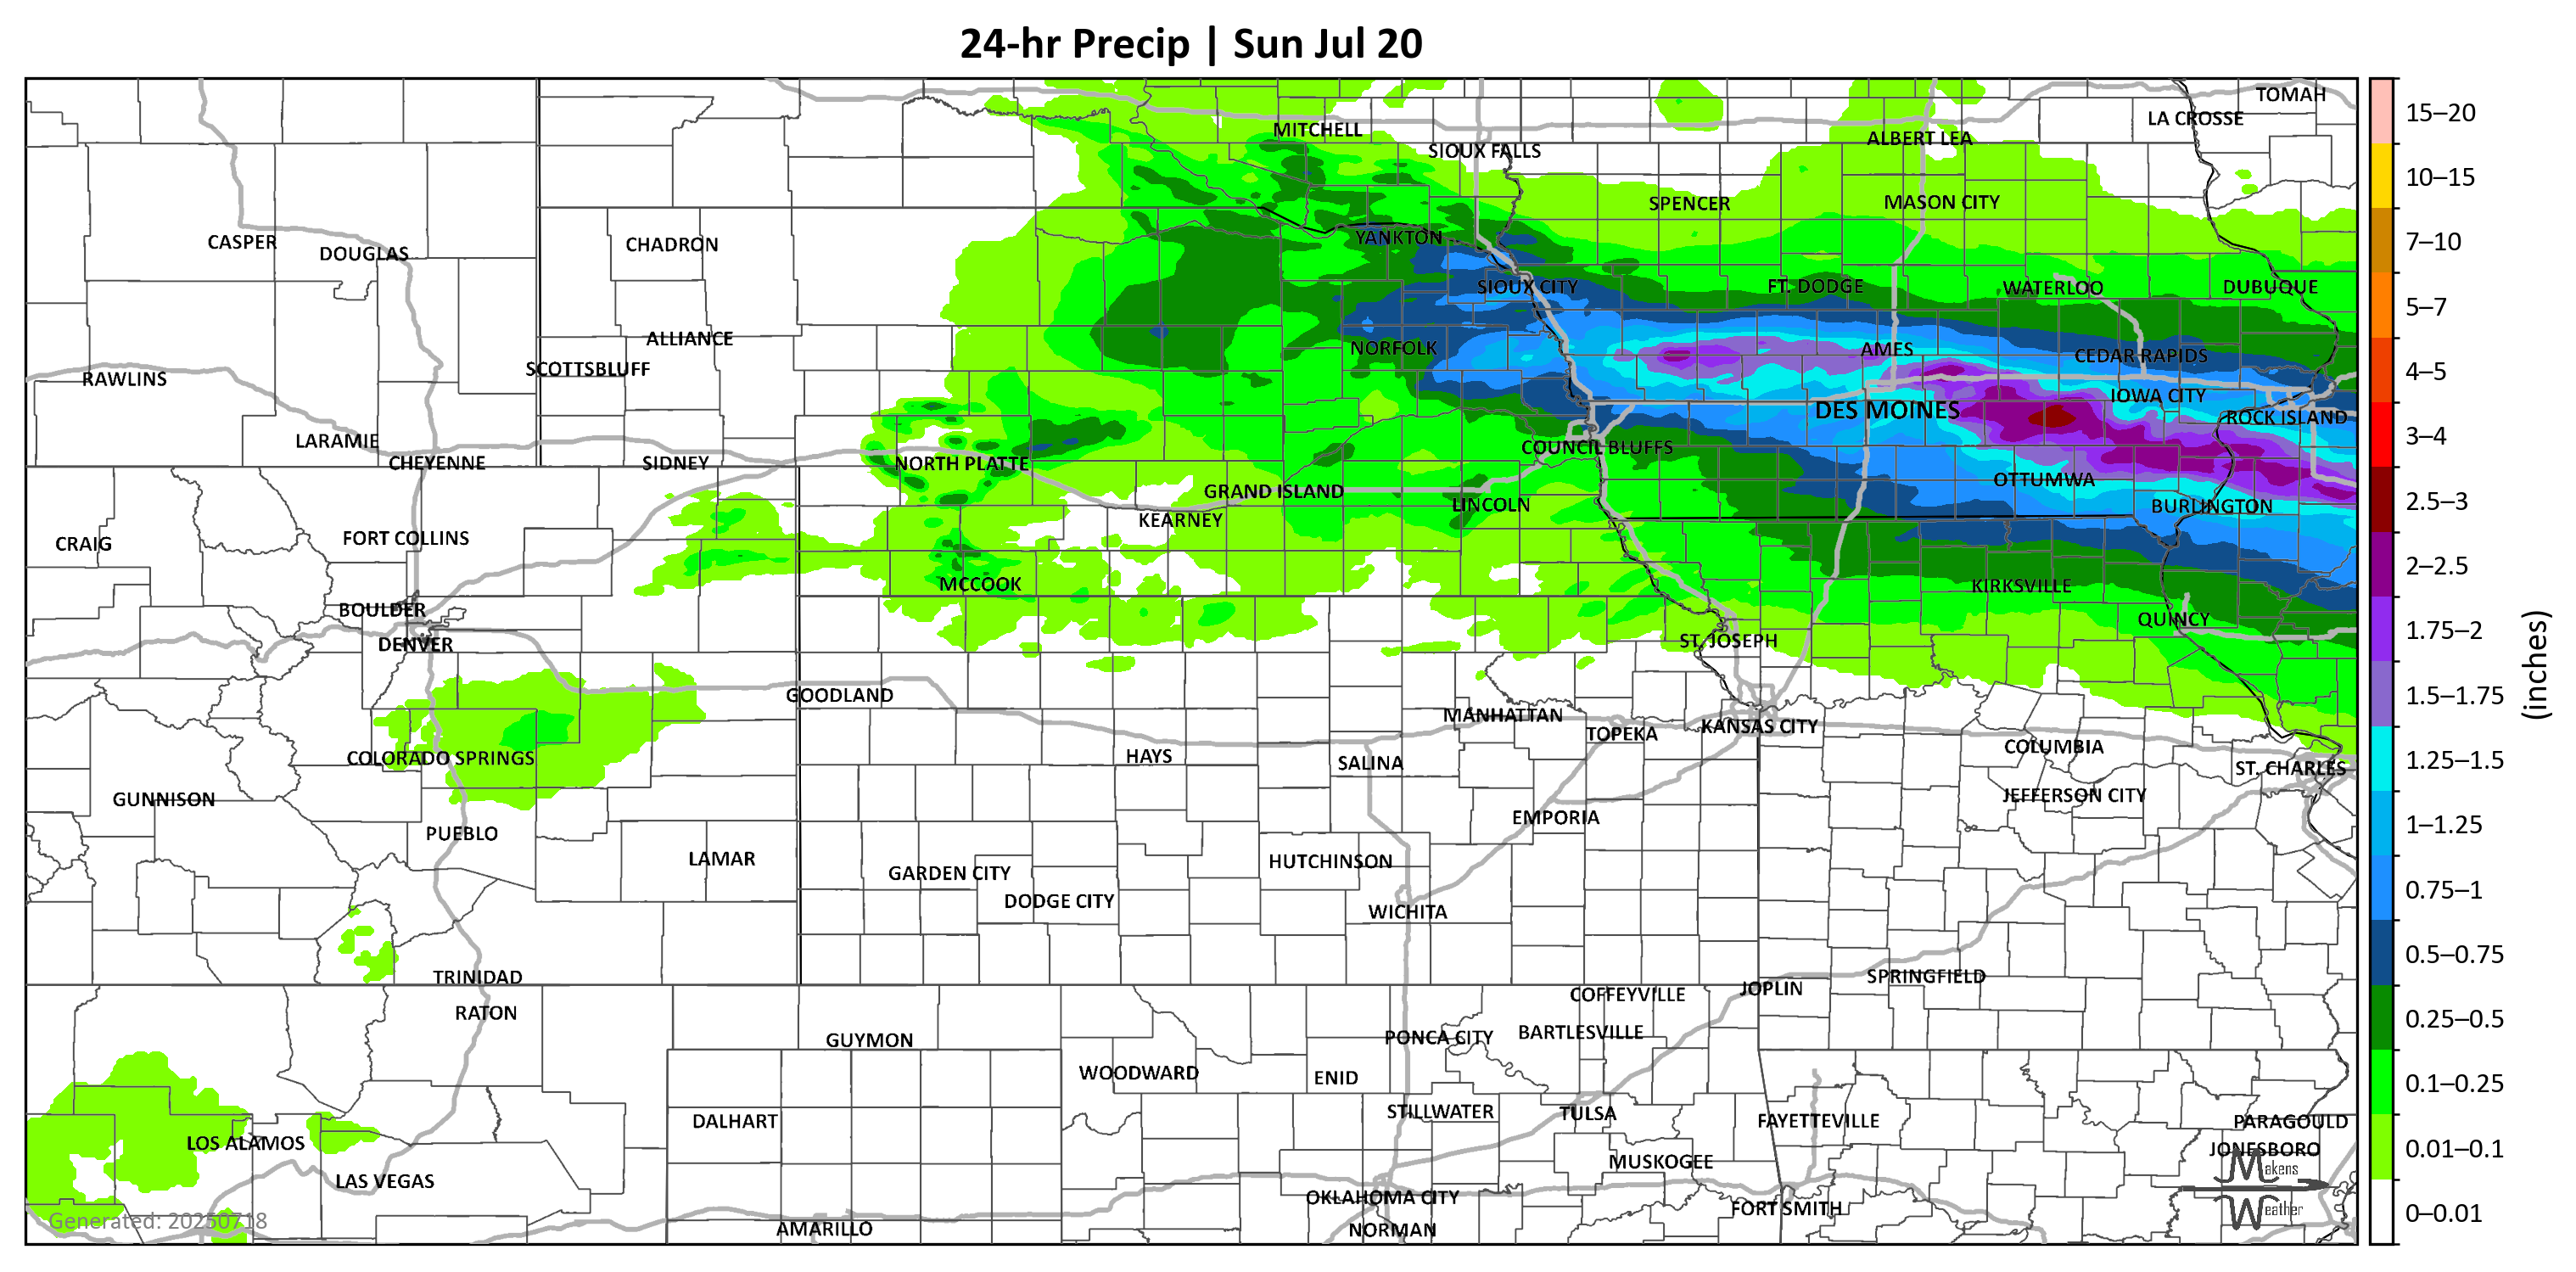 24-hr Precip | Sun Jul 20
TOMAH
LA CROSSE
MITCHELL
ALBERT LEA
SIOUX FALLS
SPENCER
MASON CITY
YANKTON
CASPER
CHADRON
DOUGLAS
SIOUX CITY
FT. DODGE
WATERLOO
DUBUQUE
ALLIANCE
NORFOLK
AMES
CEDAR RAPIDS
SCOTTSBLUFF
RAWLINS
IOWA CITY
DES MOINES
ROCK ISLAND
LARAMIE
COUNCIL BLUFFS
CHEYENNE
SIDNEY
NORTH PLATTE
OTTUMWA
GRAND ISLAND
LINCOLN
BURLINGTON
KEARNEY
FORT COLLINS
CRAIG
MCCOOK
KIRKSVILLE
BOULDER
QUINCY
DENVER
ST. JOSEPH
GOODLAND
MANHATTAN
KANSAS CITY
TOPEKA
COLUMBIA
HAYS
COLORADO SPRINGS
SALINA
ST. CHARLES
GUNNISON
JEFFERSON CITY
EMPORIA
PUEBLO
LAMAR
HUTCHINSON
GARDEN CITY
DODGE CITY
WICHITA
TRINIDAD
SPRINGFIELD
JOPLIN
COFFEYVILLE
RATON
BARTLESVILLE
PONCA CITY
GUYMON
WOODWARD
ENID
STILLWATER
TULSA
DALHART
FAYETTEVILLE
PARAGOULD
LOS ALAMOS
JONESBORO
MUSKOGEE
Makens
LAS VEGAS
OKLAHOMA CITY
FORT SMITH
Weather
Generated: 20250718
AMARILLO
NORMAN
15–20
10–15
7–10
5–7
4–5
3–4
2.5–3
2–2.5
1.75–2
1.5–1.75
1.25–1.5
1–1.25
0.75–1
0.5–0.75
0.25–0.5
0.1–0.25
0.01–0.1
0–0.01
(inches)